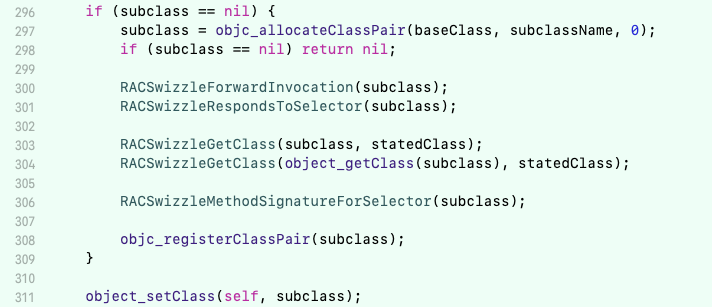 296 if (subclass == nil) {
297 subclass = objc_allocateClassPair(baseClass, subclassName, 0);
298 if (subclass == nil) return nil;
299
300 RACSwizzleForwardInvocation(subclass);
301 RACSwizzleRespondsToSelector(subclass);
302
303 RACSwizzleGetClass(subclass, statedClass);
304 RACSwizzleGetClass(object_getClass(subclass), statedClass);
305
306 RACSwizzleMethodSignatureForSelector(subclass);
307
308 objc_registerClassPair(subclass);
309 }
310
311 object_setClass(self, subclass);